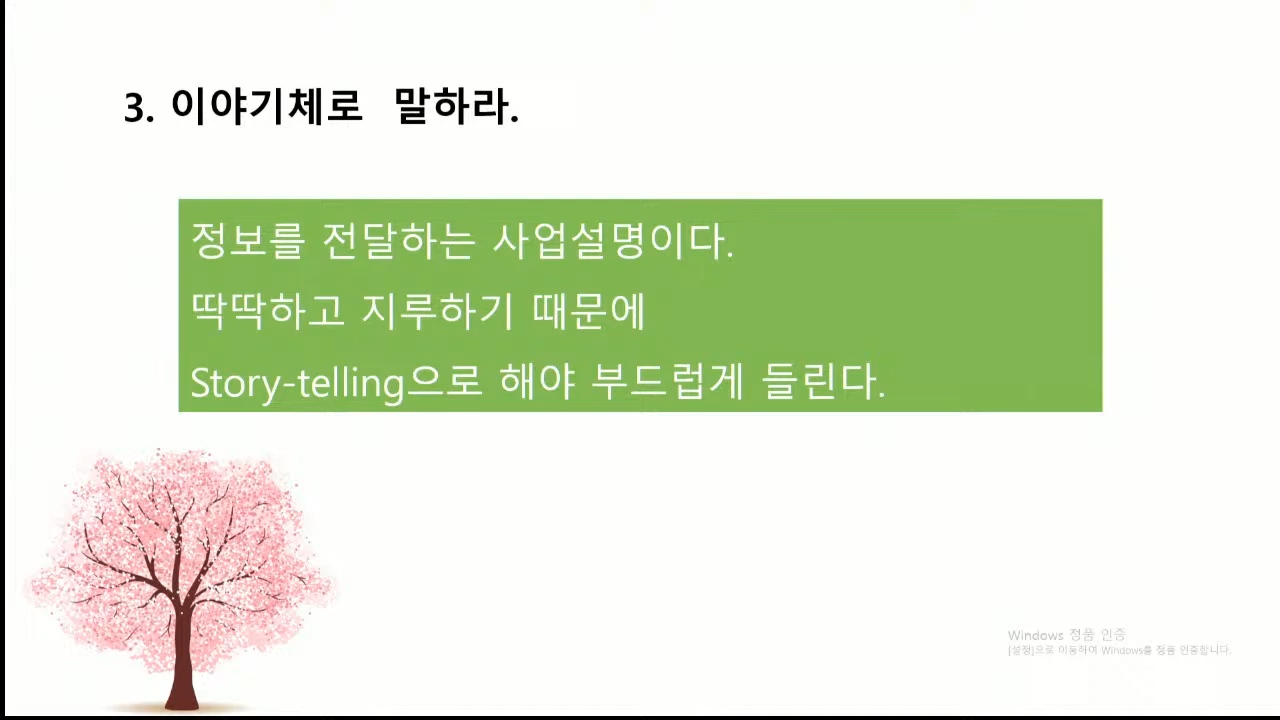 3. 이야기체로 말하라.
정보를 전달하는 사업설명이다.
딱딱하고 지루하기 때문에
Story-telling으로 해야 부드럽게 들린다.
Windows 정품 인증
[설정]으로 이동하여 Windows를 정품 인증합니다.